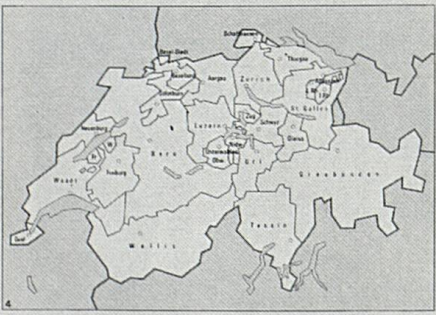 Schaffhausen
Basel-Stadt
Thurgau
Baselland
Aargau
Zürich
Solothurn
St Gallen
Neuenburg
Luzern
Zug
Schwyz
Bern
Glarus
Uri
Graubünden
Waadt
Freiburg
Genf
Tessin
Wallis
4